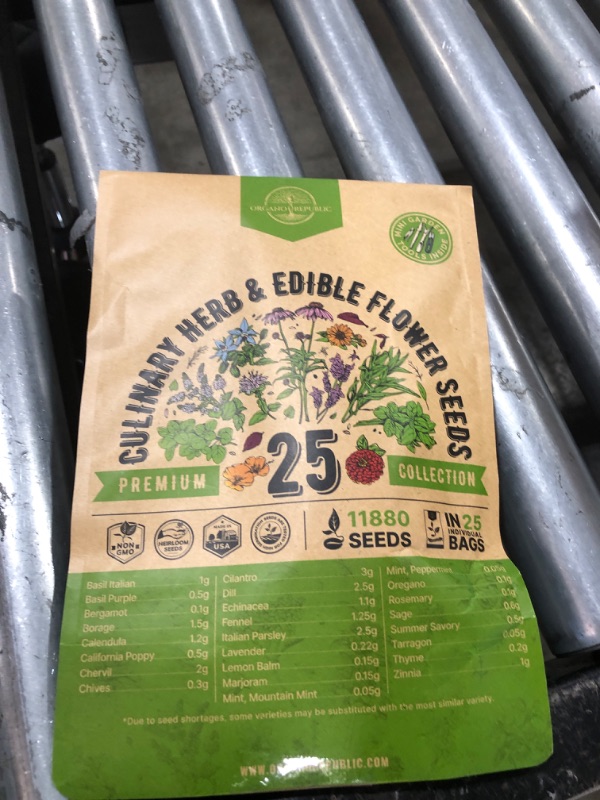 ORGANO REPUBLIC
MINI GARDEN TOOLS INSIDE
CULINARY HERB & EDIBLE FLOWER SEEDS
PREMIUM
25
COLLECTION
NON GMO
HEIRLOOM SEEDS
MADE IN USA
11880 SEEDS
IN 25 INDIVIDUAL BAGS
Basil Italian 1g
Basil Purple 0.5g
Bergamot 0.1g
Borage 1.5g
Calendula 1.2g
California Poppy 0.5g
Chervil 2g
Chives 0.3g
Cilantro 3g
Dill 2.5g
Echinacea 1.1g
Fennel 1.25g
Italian Parsley 2.5g
Lavender 0.22g
Lemon Balm 0.15g
Marjoram 0.15g
Mint, Mountain Mint 0.05g
Mint, Peppermint
Oregano 0.1g
Rosemary 0.1g
Sage 0.6g
Summer Savory 0.5g
Tarragon 0.05g
Thyme 0.2g
Zinnia 1g
*Due to seed shortages, some varieties may be substituted with the most similar variety.
WWW.ORGANOREPUBLIC.COM